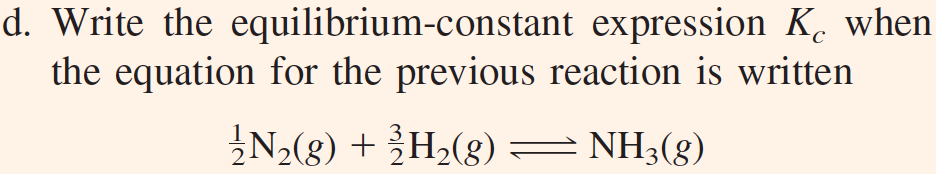 d. Write the equilibrium-constant expression Kc when
the equation for the previous reaction is written
½N₂(g) + 3/2H₂(g) ⇌ NH₃(g)